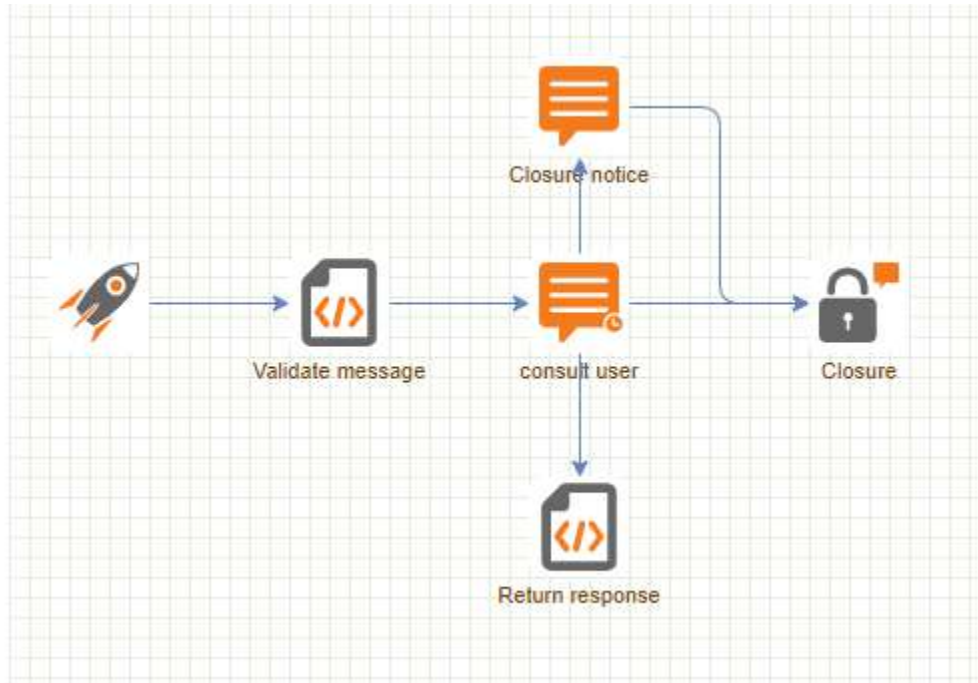 Closure notice
Validate message
consult user
Closure
Return response